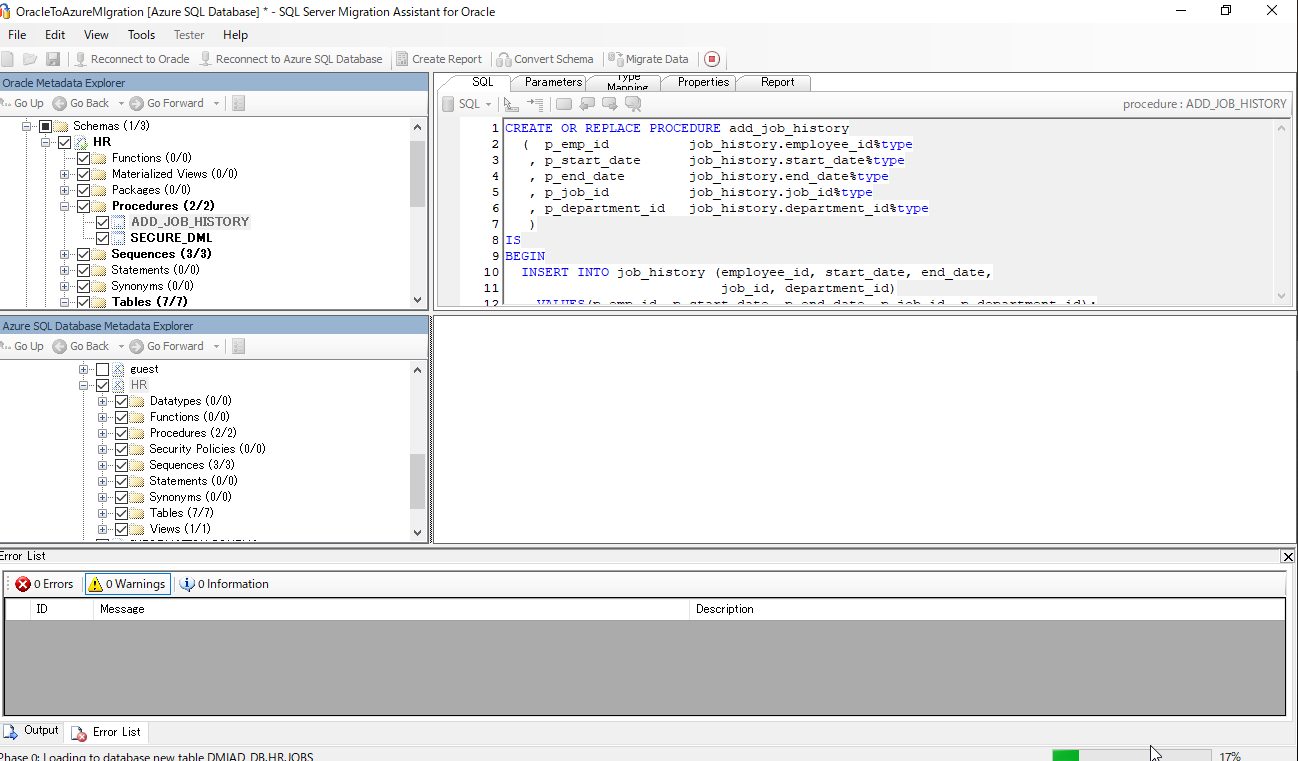 OracleToAzureMIgration [Azure SQL Database] * - SQL Server Migration Assistant for Oracle
File Edit View Tools Tester Help
Reconnect to Oracle Reconnect to Azure SQL Database Create Report Convert Schema Migrate Data
Oracle Metadata Explorer
Go Up Go Back Go Forward
Schemas (1/3)
HR
Functions (0/0)
Materialized Views (0/0)
Packages (0/0)
Procedures (2/2)
ADD_JOB_HISTORY
SECURE_DML
Sequences (3/3)
Statements (0/0)
Synonyms (0/0)
Tables (7/7)
SQL Parameters Type Mapping Properties Report
SQL procedure : ADD_JOB_HISTORY
1 CREATE OR REPLACE PROCEDURE add_job_history
2 ( p_emp_id job_history.employee_id%type
3 , p_start_date job_history.start_date%type
4 , p_end_date job_history.end_date%type
5 , p_job_id job_history.job_id%type
6 , p_department_id job_history.department_id%type
7 )
8 IS
9 BEGIN
10 INSERT INTO job_history (employee_id, start_date, end_date,
11 job_id, department_id)
12 VALUES(p_emp_id, p_start_date, p_end_date, p_job_id, p_department_id);
Azure SQL Database Metadata Explorer
Go Up Go Back Go Forward
guest
HR
Datatypes (0/0)
Functions (0/0)
Procedures (2/2)
Security Policies (0/0)
Sequences (3/3)
Statements (0/0)
Synonyms (0/0)
Tables (7/7)
Views (1/1)
Error List
0 Errors 0 Warnings 0 Information
ID Message Description
Output Error List
Phase 0: Loading to database new table DMIAD_DB.HR.JOBS 17%